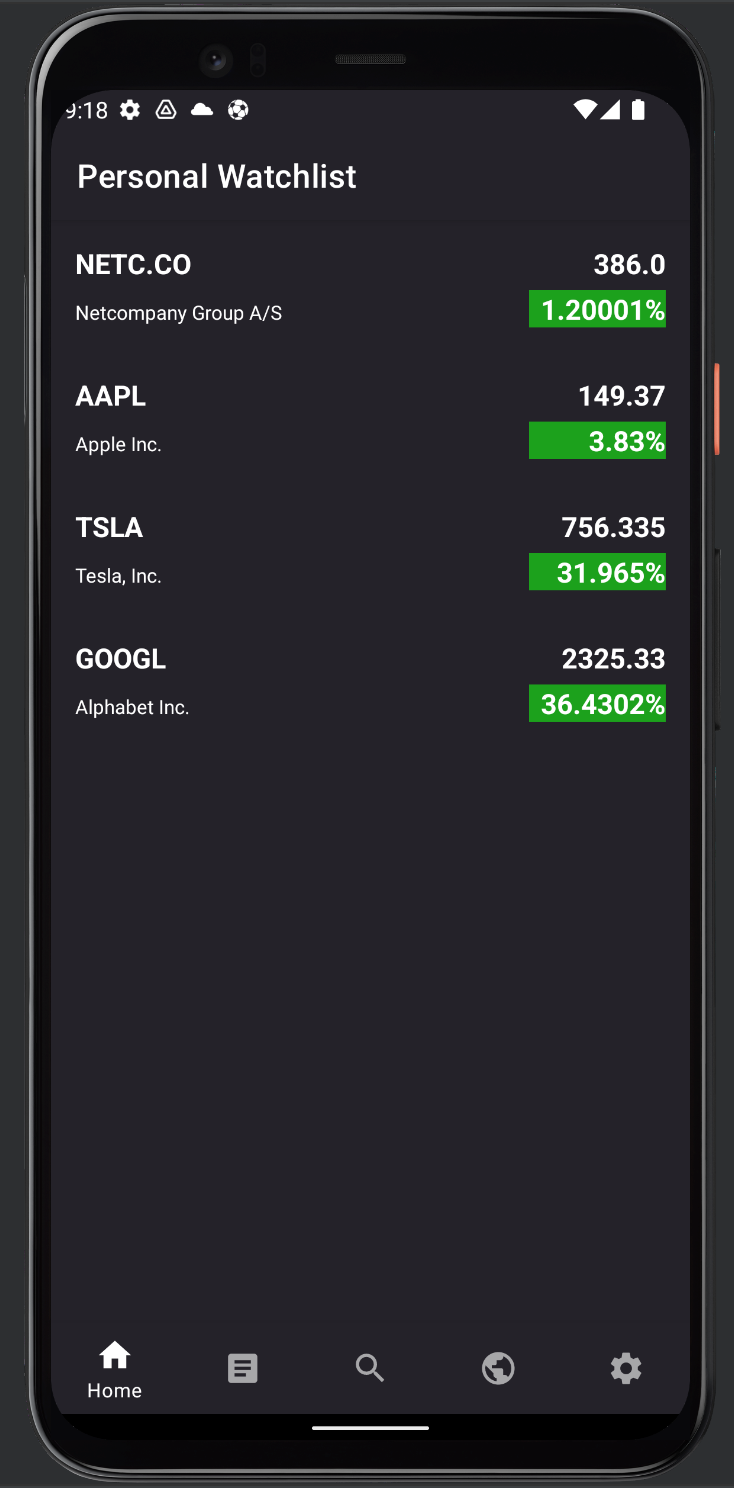 9:18
Personal Watchlist
NETC.CO 386.0
Netcompany Group A/S 1.20001%
AAPL 149.37
Apple Inc. 3.83%
TSLA 756.335
Tesla, Inc. 31.965%
GOOGL 2325.33
Alphabet Inc. 36.4302%
Home